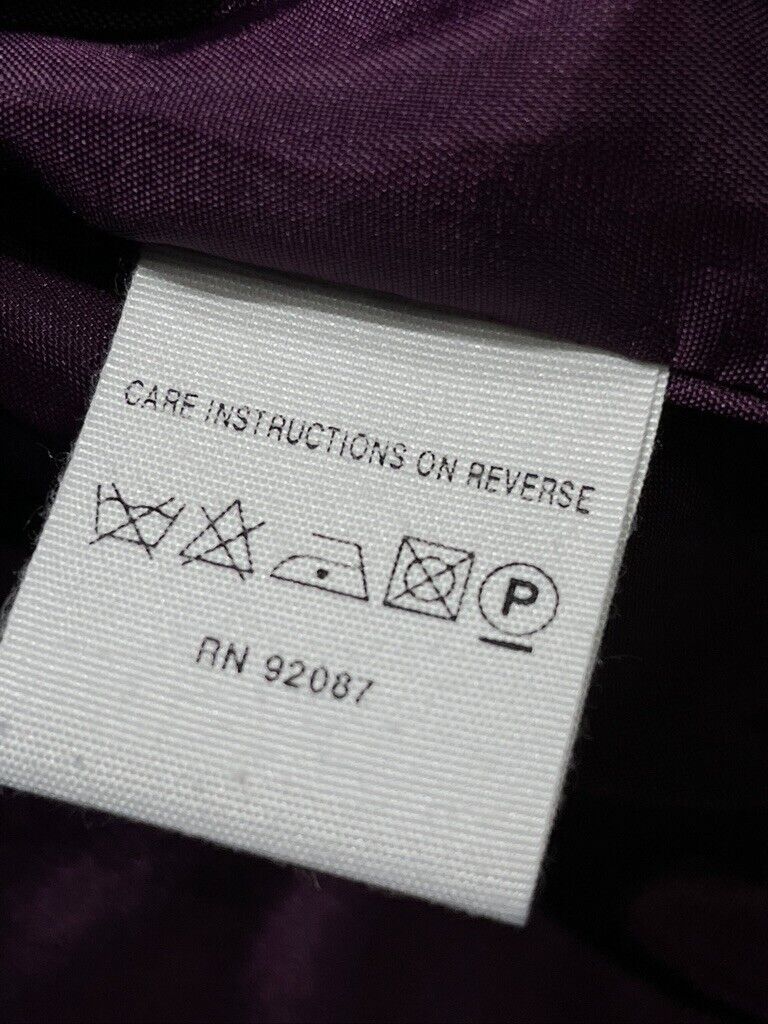 CARE INSTRUCTIONS ON REVERSE
P
RN 92087